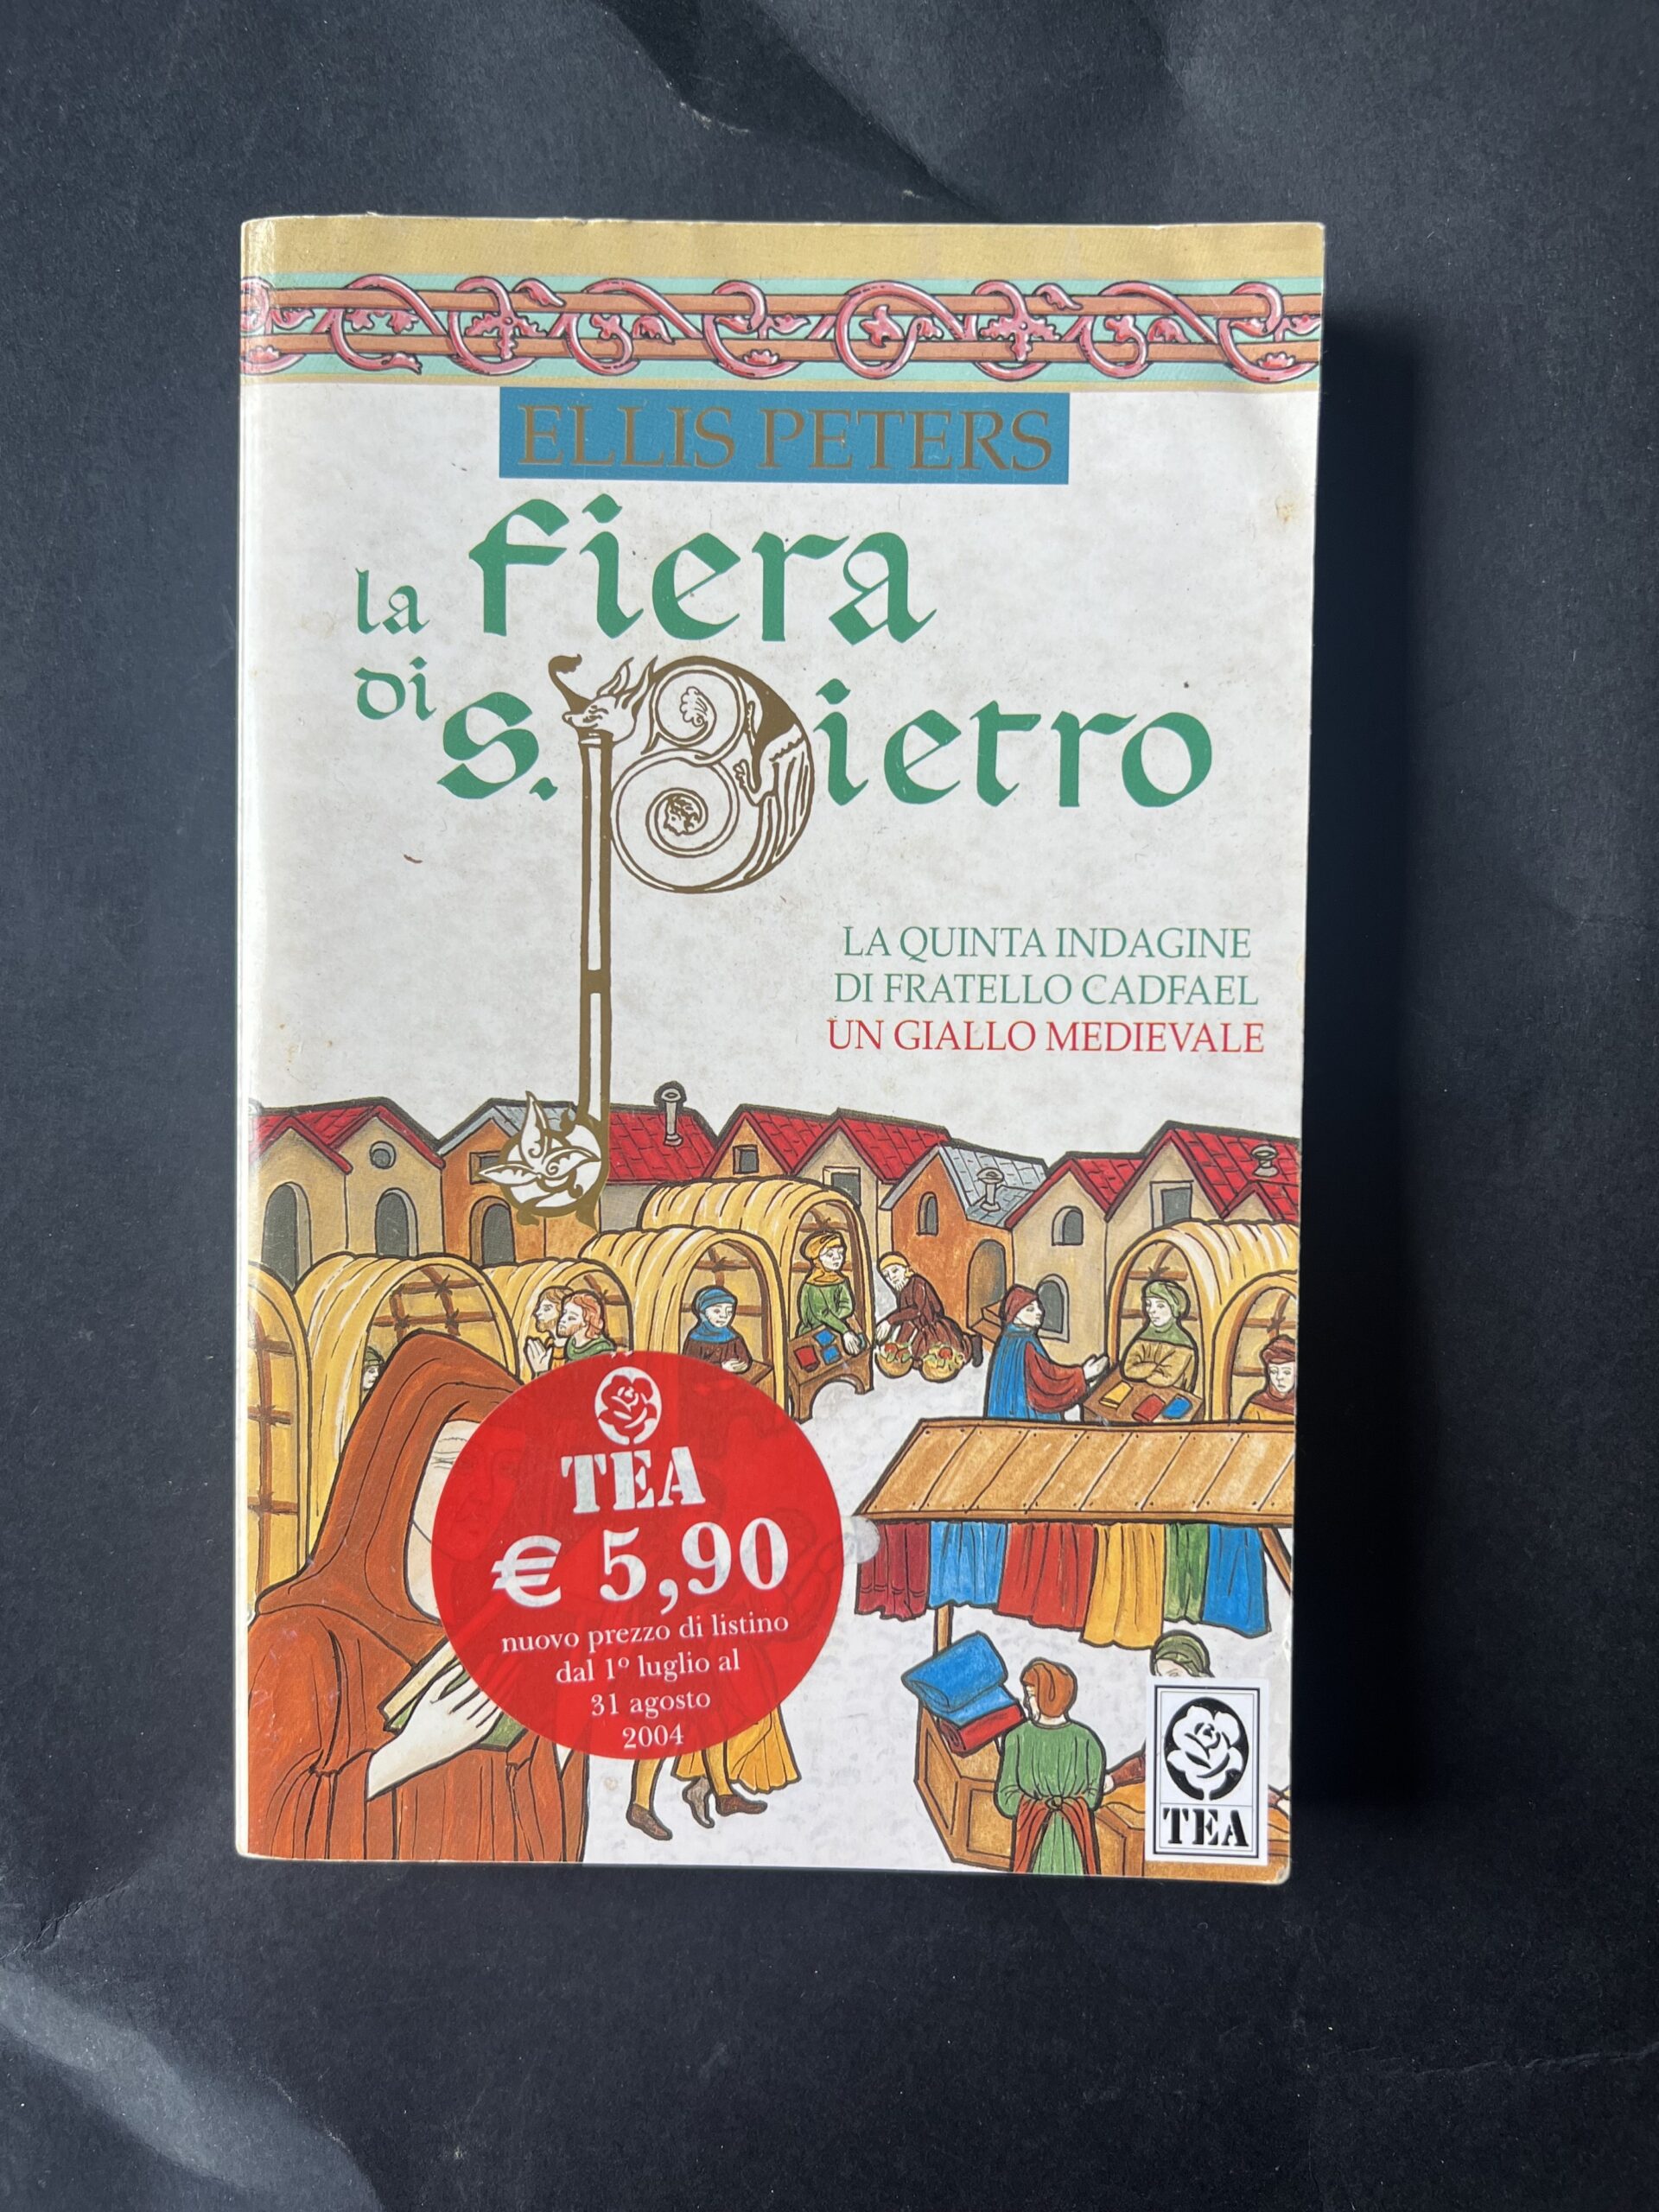 ELLIS PETERS
la fiera
di s. Pietro
LA QUINTA INDAGINE
DI FRATELLO CADFAEL
UN GIALLO MEDIEVALE
TEA
€ 5,90
nuovo prezzo di listino
dal 1º luglio al
31 agosto
2004
TEA